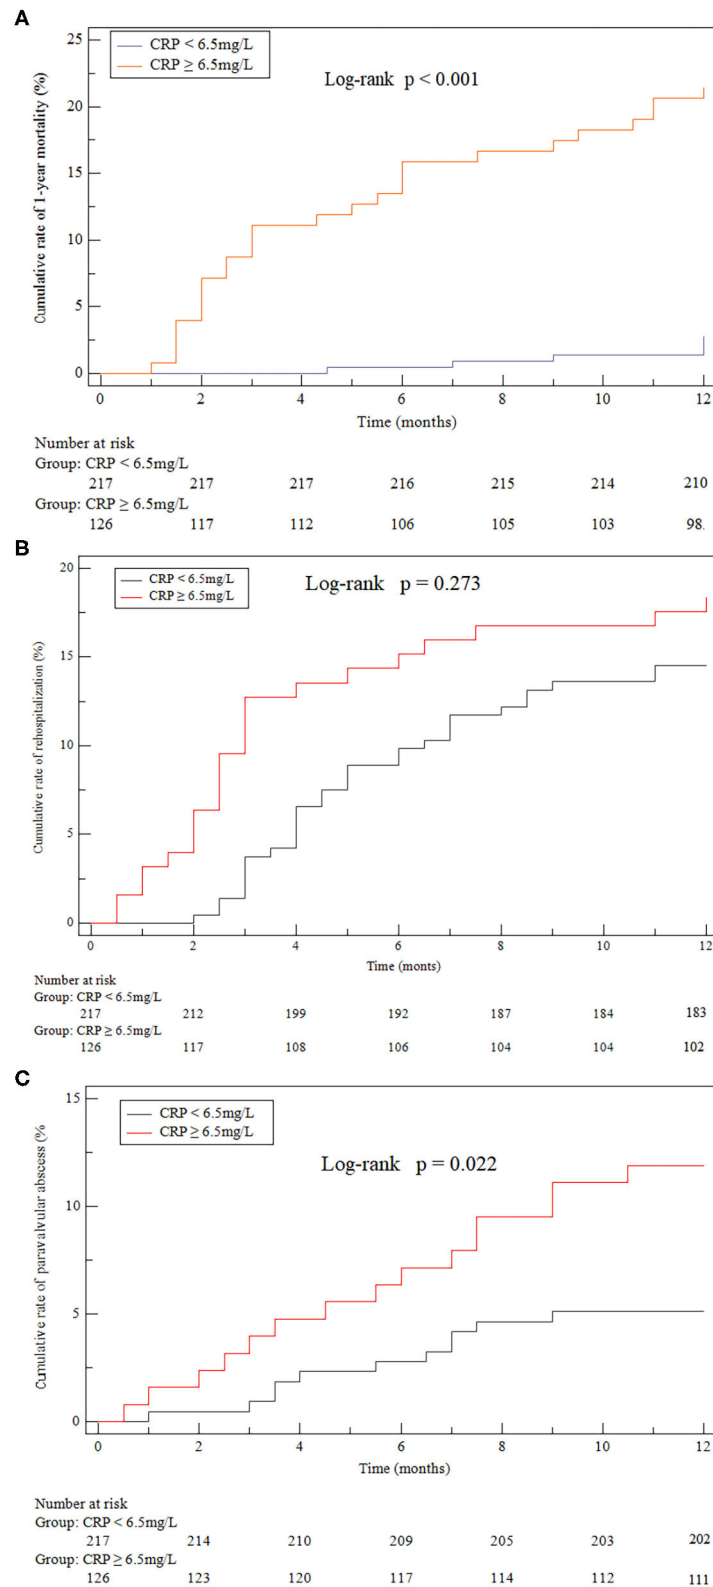 A
CRP < 6.5mg/L
CRP ≥ 6.5mg/L
Log-rank p < 0.001
Cumulative rate of 1-year mortality (%)
25
20
15
10
5
0
0 2 4 6 8 10 12
Time (months)
Number at risk
Group: CRP < 6.5mg/L
217 217 217 216 215 214 210
Group: CRP ≥ 6.5mg/L
126 117 112 106 105 103 98.
B
CRP < 6.5mg/L
CRP ≥ 6.5mg/L
Log-rank p = 0.273
Cumulative rate of rehospitalization (%)
20
15
10
5
0
0 2 4 6 8 10 12
Time (monts)
Number at risk
Group: CRP < 6.5mg/L
217 212 199 192 187 184 183
Group: CRP ≥ 6.5mg/L
126 117 108 106 104 104 102
C
CRP < 6.5mg/L
CRP ≥ 6.5mg/L
Log-rank p = 0.022
Cumulative rate of paravalvular abscess (%
15
10
5
0
0 2 4 6 8 10 12
Time (months)
Number at risk
Group: CRP < 6.5mg/L
217 214 210 209 205 203 202
Group: CRP ≥ 6.5mg/L
126 123 120 117 114 112 111